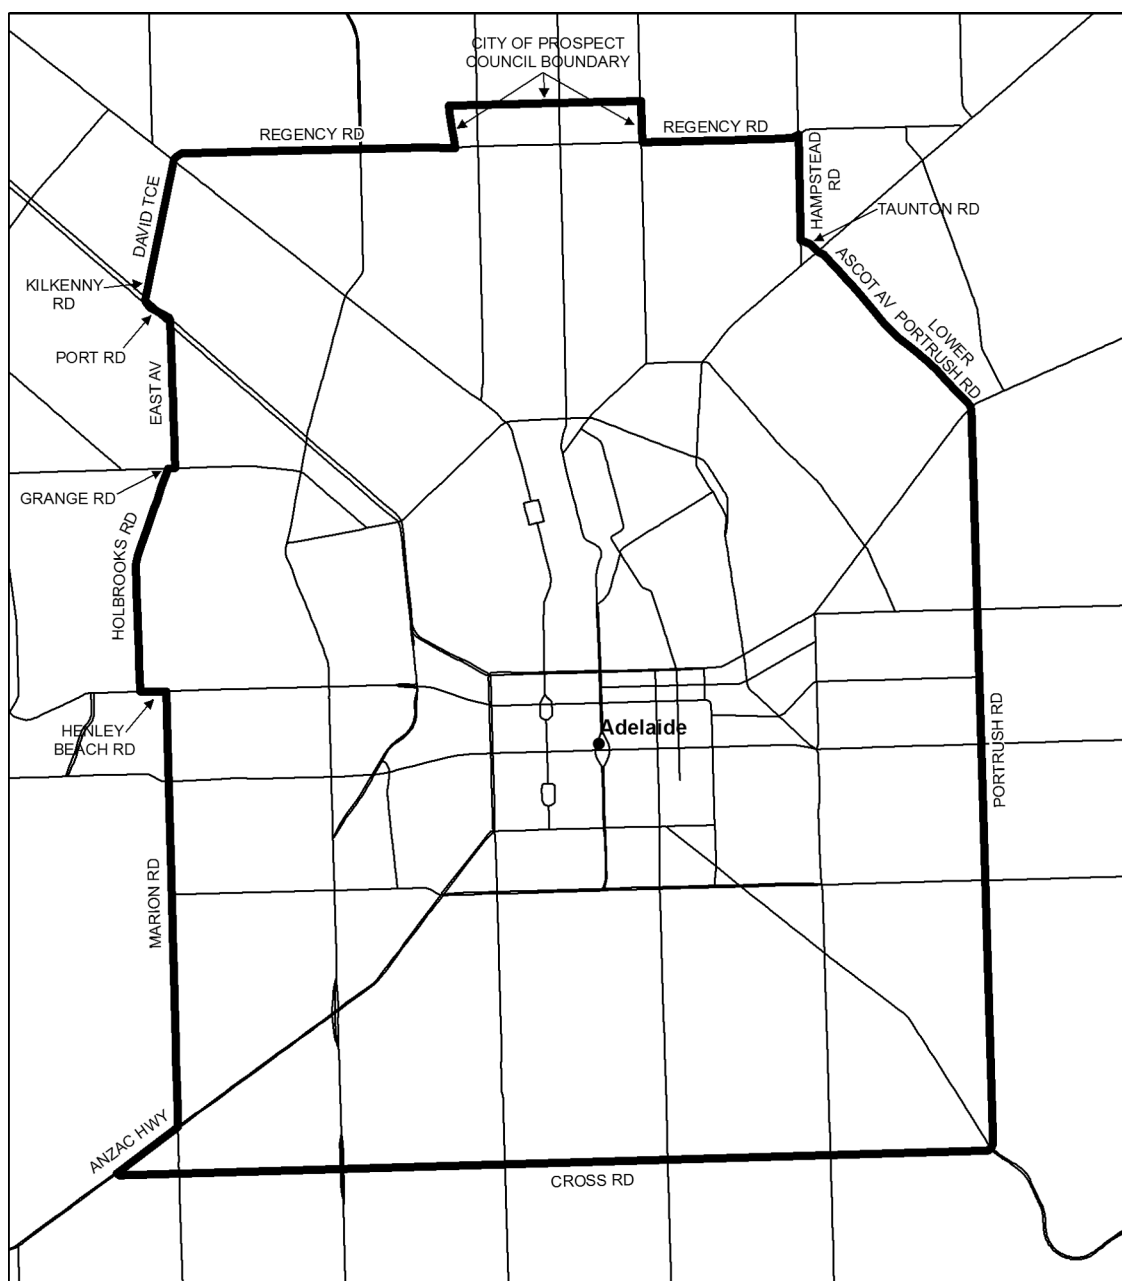 CITY OF PROSPECT
COUNCIL BOUNDARY
REGENCY RD
REGENCY RD
HAMPSTEAD
RD
TAUNTON RD
DAVID TCE
ASCOT AV
KILKENNY
RD
LOWER
PORTRUSH RD
PORT RD
EAST AV
GRANGE RD
HOLBROOKS RD
HENLEY
BEACH RD
Adelaide
PORTRUSH RD
MARION RD
ANZAC HWY
CROSS RD